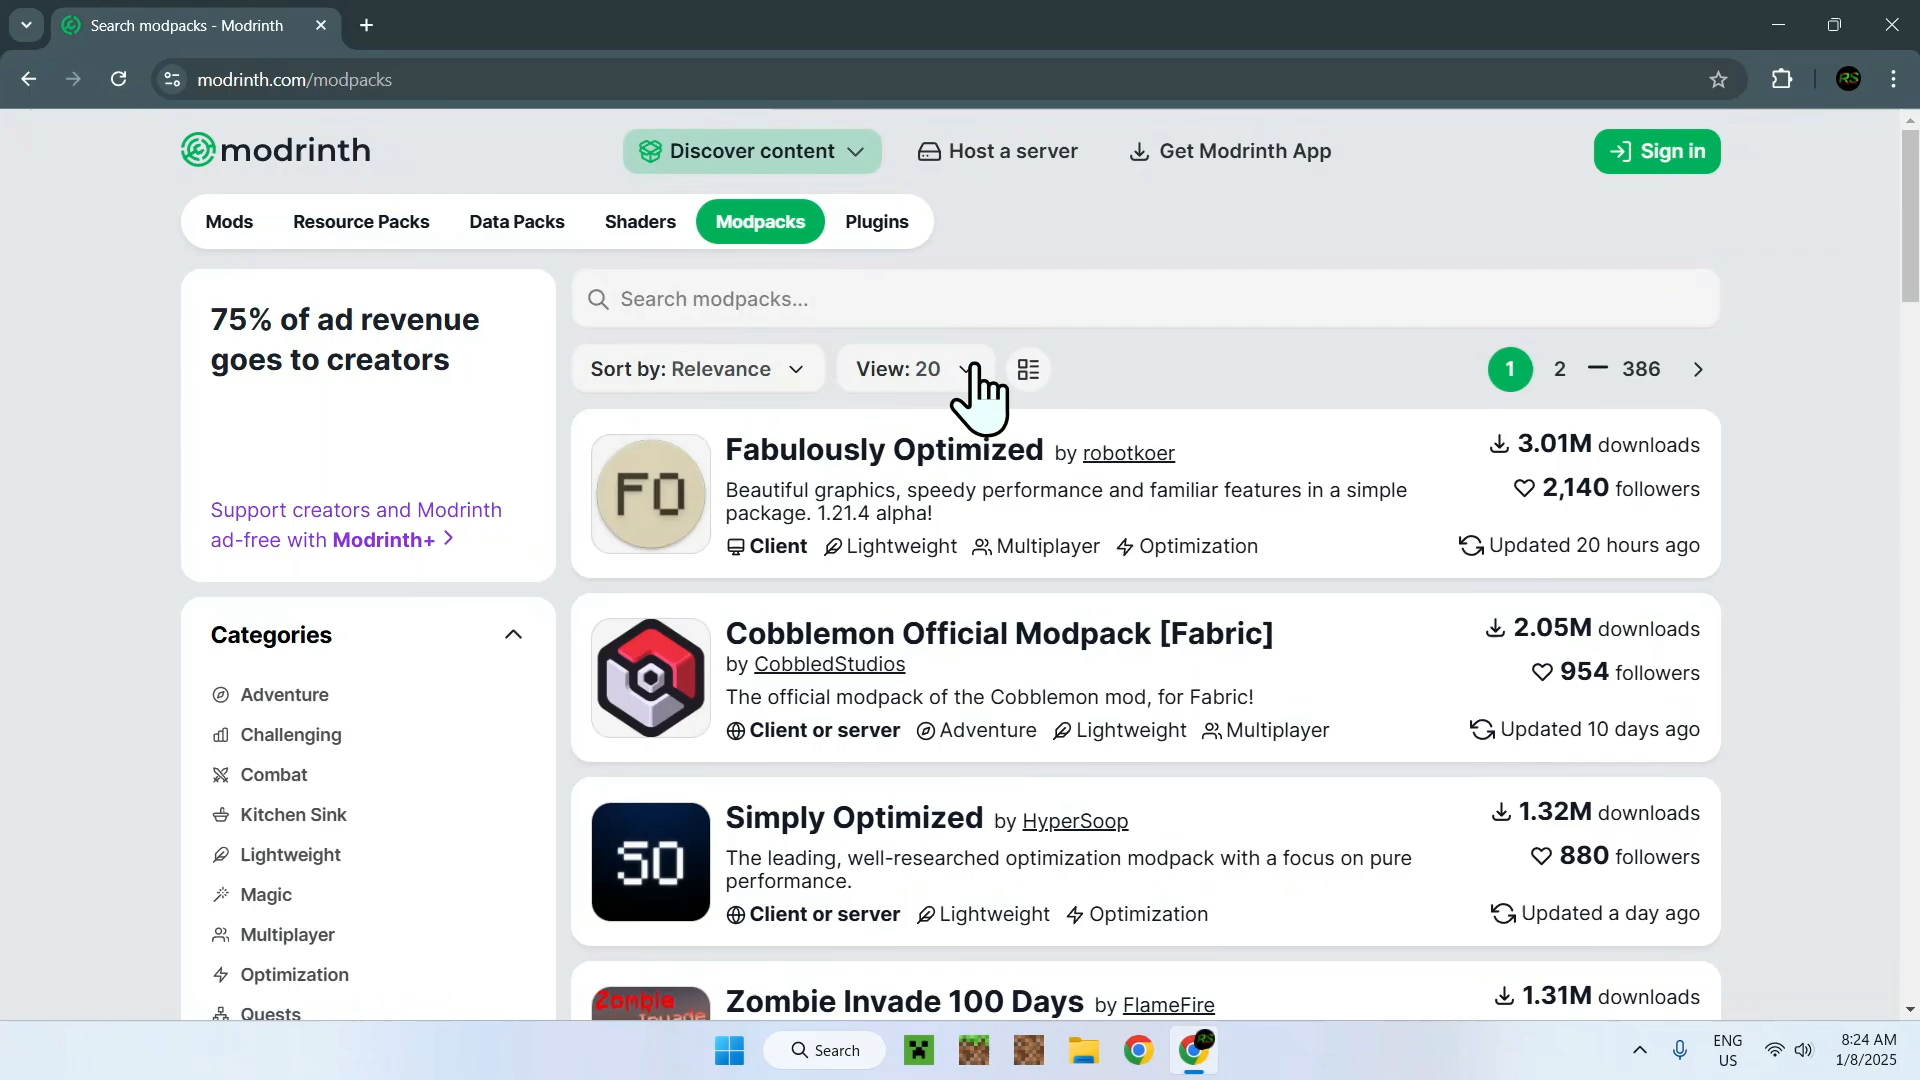 Search modpacks - Modrinth
modrinth.com/modpacks
RS
modrinth
Discover content
Host a server
Get Modrinth App
Sign in
Mods
Resource Packs
Data Packs
Shaders
Modpacks
Plugins
75% of ad revenue
goes to creators
Support creators and Modrinth
ad-free with Modrinth+
Categories
Adventure
Challenging
Combat
Kitchen Sink
Lightweight
Magic
Multiplayer
Optimization
Quests
Search modpacks...
Sort by: Relevance
View: 20
1 2 — 386
FO
Fabulously Optimized by robotkoer
Beautiful graphics, speedy performance and familiar features in a simple
package. 1.21.4 alpha!
Client Lightweight Multiplayer Optimization
3.01M downloads
2,140 followers
Updated 20 hours ago
Cobblemon Official Modpack [Fabric]
by CobbledStudios
The official modpack of the Cobblemon mod, for Fabric!
Client or server Adventure Lightweight Multiplayer
2.05M downloads
954 followers
Updated 10 days ago
SO
Simply Optimized by HyperSoop
The leading, well-researched optimization modpack with a focus on pure
performance.
Client or server Lightweight Optimization
1.32M downloads
880 followers
Updated a day ago
Zombie
Invade
Zombie Invade 100 Days by FlameFire
1.31M downloads
Search
RS
ENG
US
8:24 AM
1/8/2025